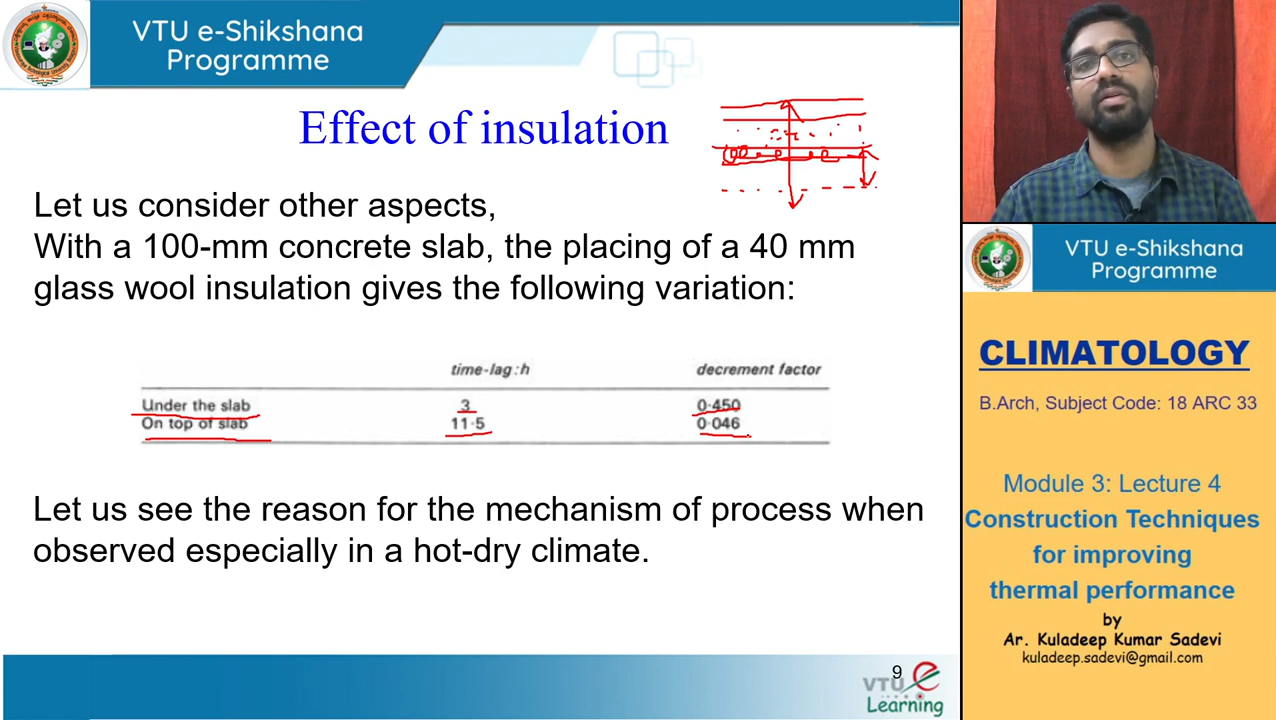 VTU e-Shikshana
Programme
Effect of insulation
Let us consider other aspects,
With a 100-mm concrete slab, the placing of a 40 mm
glass wool insulation gives the following variation:
time-lag:h decrement factor
Under the slab 3 0·450
On top of slab 11·5 0·046
Let us see the reason for the mechanism of process when
observed especially in a hot-dry climate.
9
VTU e
Learning
VTU e-Shikshana
Programme
CLIMATOLOGY
B.Arch, Subject Code: 18 ARC 33
Module 3: Lecture 4
Construction Techniques
for improving
thermal performance
by
Ar. Kuladeep Kumar Sadevi
kuladeep.sadevi@gmail.com